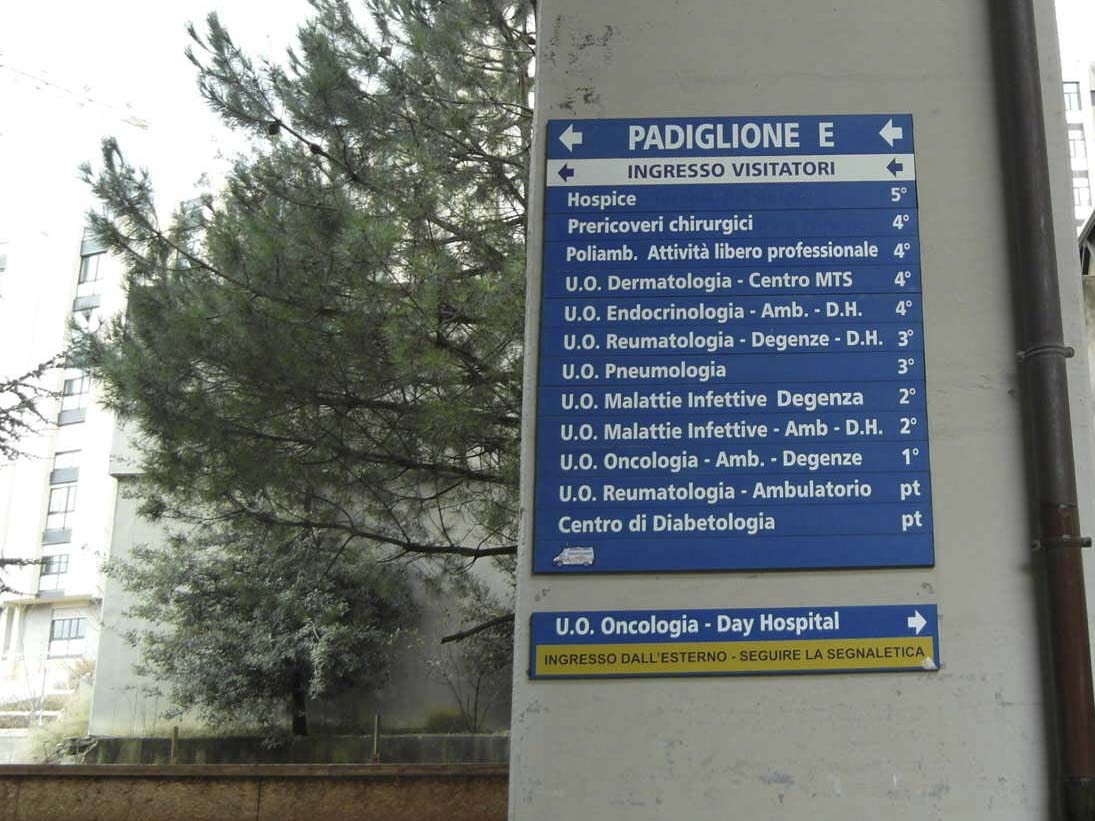 PADIGLIONE E
INGRESSO VISITATORI
Hospice 5°
Prericoveri chirurgici 4°
Poliamb. Attività libero professionale 4°
U.O. Dermatologia - Centro MTS 4°
U.O. Endocrinologia - Amb. - D.H. 4°
U.O. Reumatologia - Degenze - D.H. 3°
U.O. Pneumologia 3°
U.O. Malattie Infettive Degenza 2°
U.O. Malattie Infettive - Amb - D.H. 2°
U.O. Oncologia - Amb. - Degenze 1°
U.O. Reumatologia - Ambulatorio pt
Centro di Diabetologia pt
U.O. Oncologia - Day Hospital
INGRESSO DALL'ESTERNO - SEGUIRE LA SEGNALETICA